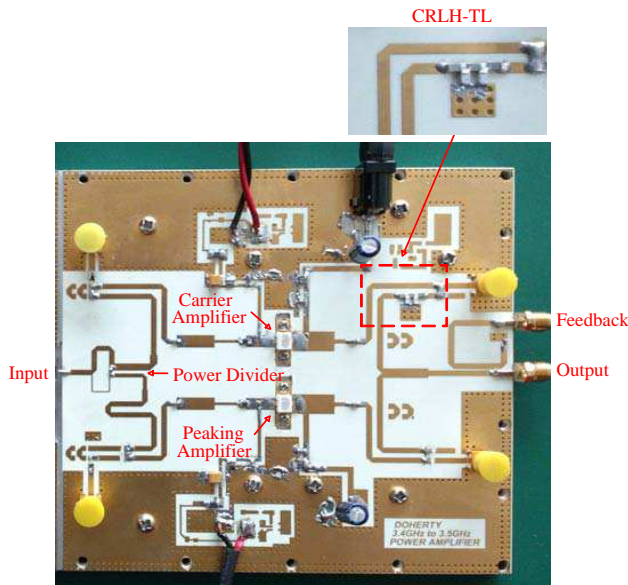 CRLH-TL
Carrier
Amplifier
Feedback
Input
Power Divider
Output
Peaking
Amplifier
DOHERTY
3.4GHz to 3.5GHz
POWER AMPLIFIER